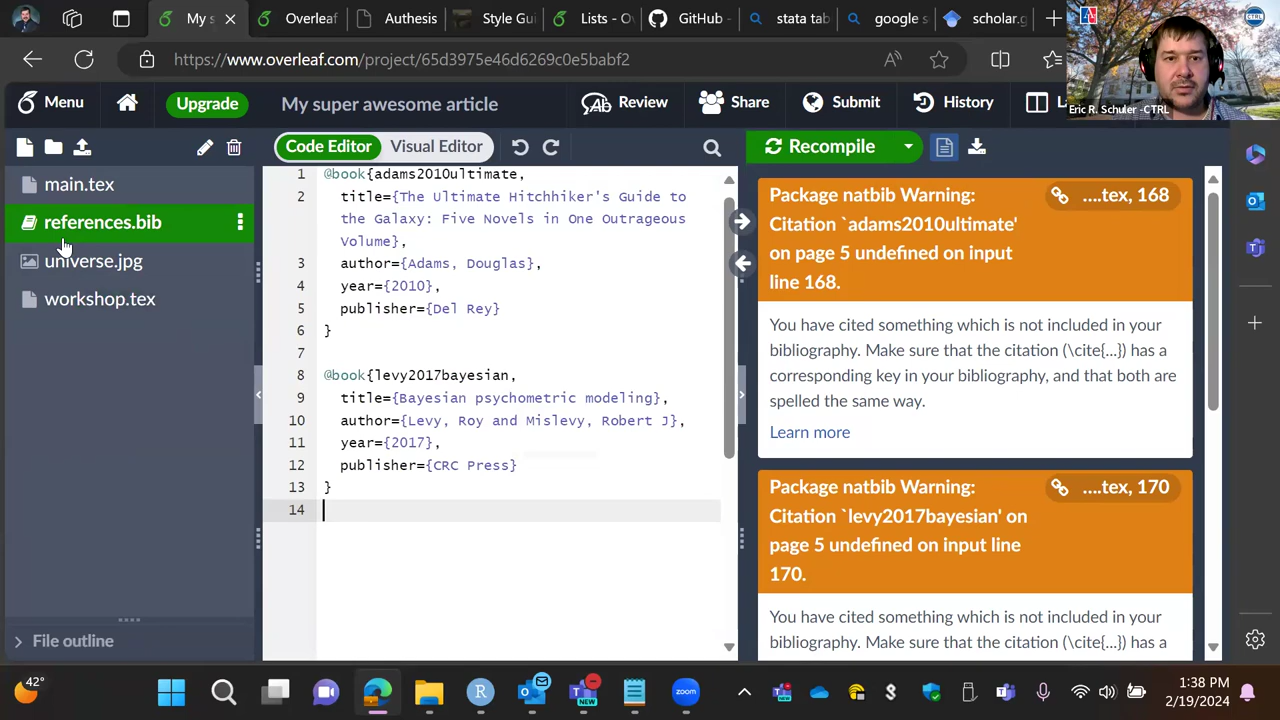 My s
Overleaf
Authesis
Style Gui
Lists - Ov
GitHub -
stata tab
google s
scholar.g
https://www.overleaf.com/project/65d3973fe46d6269c0e5babf2
Eric R. Schuler -CTRL
CTRL
Menu
Upgrade
My super awesome article
Review
Share
Submit
History
Code Editor
Visual Editor
Recompile
main.tex
references.bib
universe.jpg
workshop.tex
File outline
1 @book{adams2010ultimate,
2 title={The Ultimate Hitchhiker's Guide to
the Galaxy: Five Novels in One Outrageous
Volume},
3 author={Adams, Douglas},
4 year={2010},
5 publisher={Del Rey}
6 }
7
8 @book{levy2017bayesian,
9 title={Bayesian psychometric modeling},
10 author={Levy, Roy and Mislevy, Robert J},
11 year={2017},
12 publisher={CRC Press}
13 }
14
Package natbib Warning:
Citation `adams2010ultimate'
on page 5 undefined on input
line 168.
....tex, 168
You have cited something which is not included in your
bibliography. Make sure that the citation (\cite{...}) has a
corresponding key in your bibliography, and that both are
spelled the same way.
Learn more
Package natbib Warning:
Citation `levy2017bayesian' on
page 5 undefined on input line
170.
....tex, 170
You have cited something which is not included in your
bibliography. Make sure that the citation (\cite{...}) has a
42°
1:38 PM
2/19/2024